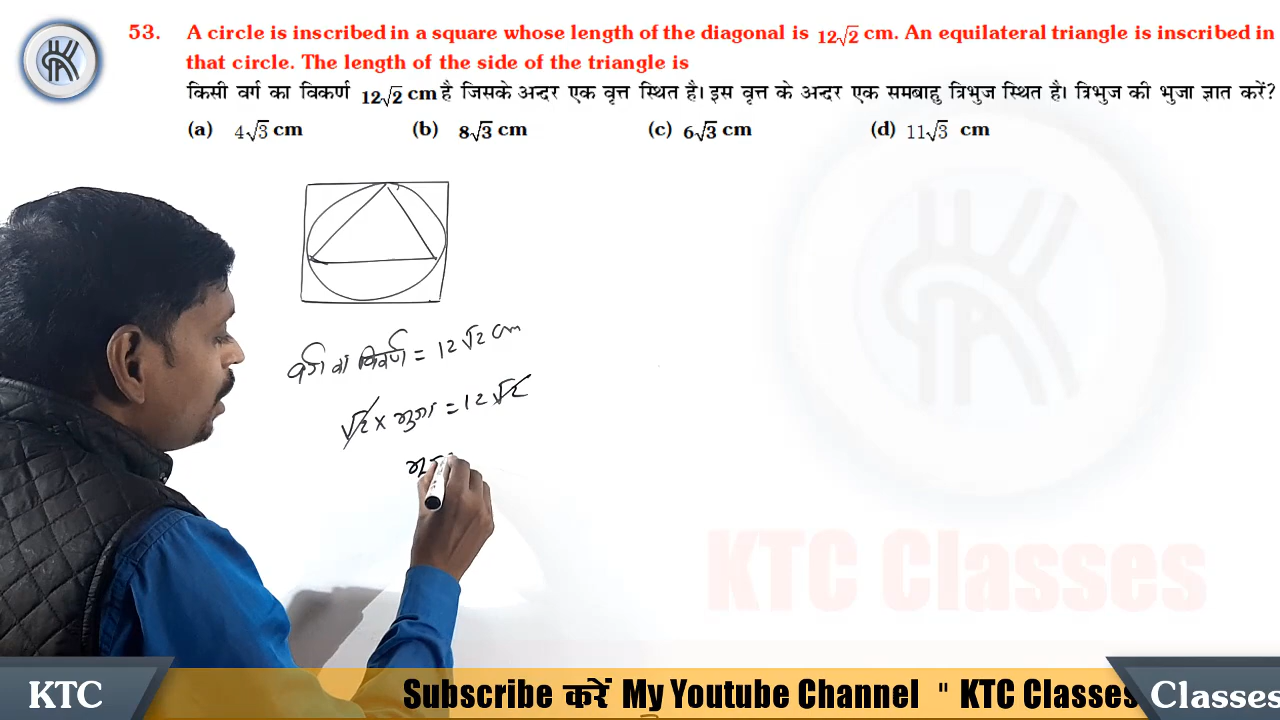 53. A circle is inscribed in a square whose length of the diagonal is 12√2 cm. An equilateral triangle is inscribed in
that circle. The length of the side of the triangle is
किसी वर्ग का विकर्ण 12√2 cm है जिसके अन्दर एक वृत्त स्थित है। इस वृत्त के अन्दर एक समबाहु त्रिभुज स्थित है। त्रिभुज की भुजा ज्ञात करें?
(a) 4√3 cm (b) 8√3 cm (c) 6√3 cm (d) 11√3 cm
वर्ग का विकर्ण = 12√2 cm
√2 × भुजा = 12√2
KTC Classes
KTC
Subscribe करें My Youtube Channel " KTC Classes
Classes